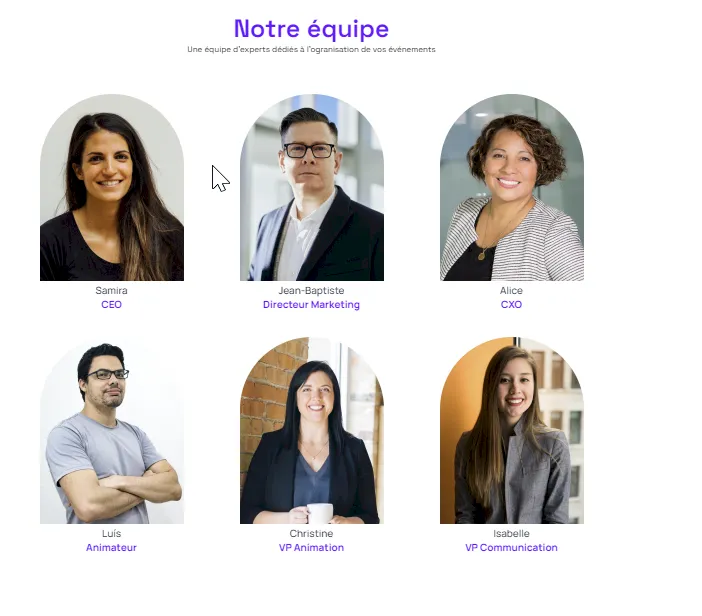 Notre équipe
Une équipe d'experts dédiés à l'ogranisation de vos évènements
Samira
CEO
Jean-Baptiste
Directeur Marketing
Alice
CXO
Luís
Animateur
Christine
VP Animation
Isabelle
VP Communication